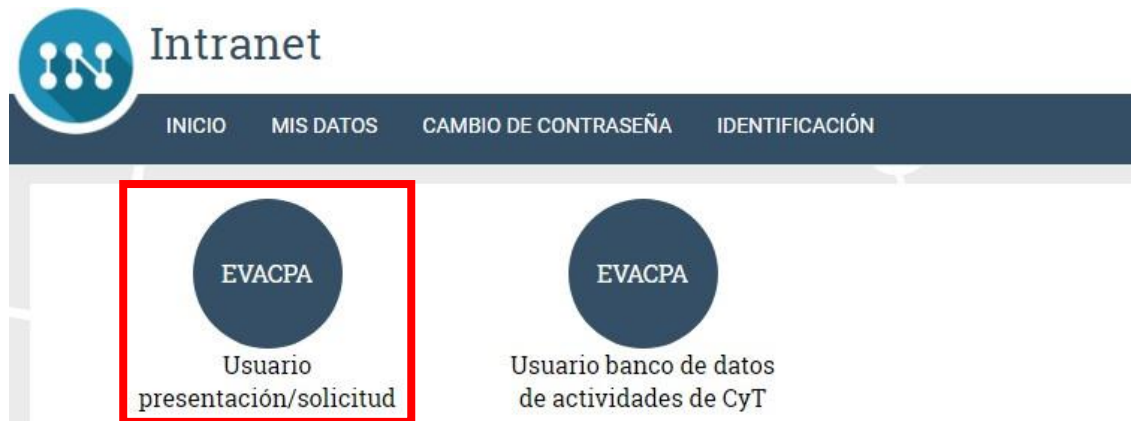 IN
Intranet
INICIO MIS DATOS CAMBIO DE CONTRASEÑA IDENTIFICACIÓN
EVACPA
Usuario
presentación/solicitud
EVACPA
Usuario banco de datos
de actividades de CyT